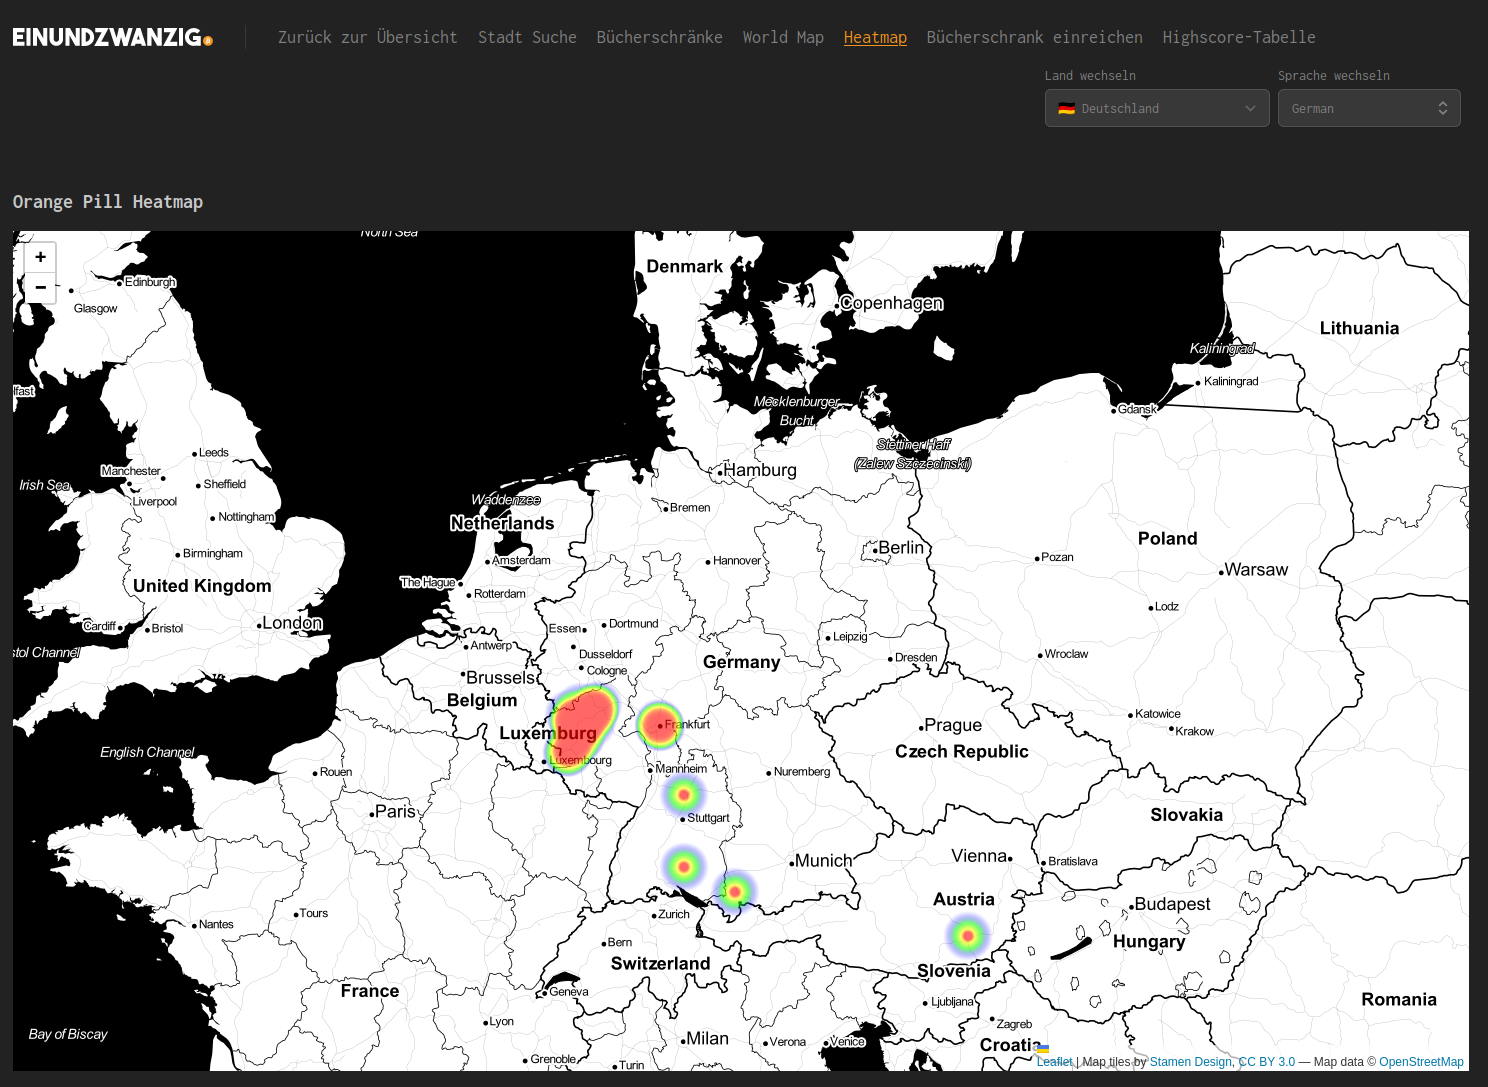 EINUNDZWANZIG
Zurück zur Übersicht Stadt Suche Bücherschränke World Map Heatmap Bücherschrank einreichen Highscore-Tabelle
Land wechseln Sprache wechseln
Deutschland German
Orange Pill Heatmap
North Sea
+
−
Denmark
Edinburgh
Glasgow
Copenhagen
Lithuania
Kaliningrad
Kaliningrad
lfast
Mecklenburger
Bucht
Gdansk
Stettiner Haff
(Zalew Szczecinski)
Leeds
Manchester
Hamburg
Irish Sea
Sheffield
Liverpool
Waddenzee
Bremen
Nottingham
Netherlands
Poland
Birmingham
Berlin
Amsterdam
Hannover
Pozan
Warsaw
The Hague
United Kingdom
Rotterdam
Lodz
London
Cardiff
Bristol
Essen
Dortmund
Leipzig
Antwerp
stol Channel
Dusseldorf
Wroclaw
Dresden
Germany
Cologne
Brussels
Belgium
Katowice
Frankfurt
Prague
Krakow
Luxemburg
English Channel
Czech Republic
Luxembourg
Mannheim
Rouen
Nuremberg
Paris
Slovakia
Stuttgart
Vienna
Munich
Bratislava
Austria
Budapest
Tours
Zurich
Nantes
Bern
Hungary
Switzerland
Slovenia
France
Geneva
Romania
Ljubljana
Lyon
Zagreb
Bay of Biscay
Milan
Verona
Venice
Croatia
Grenoble
Turin
Leaflet | Map tiles by Stamen Design, CC BY 3.0 — Map data © OpenStreetMap